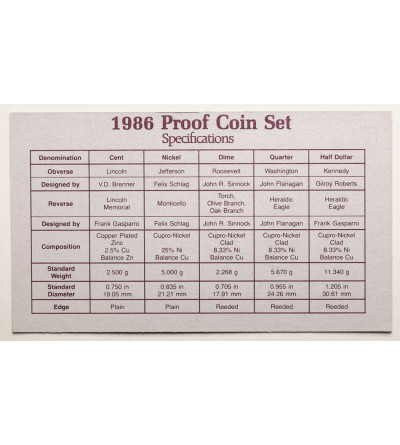 1986 Proof Coin Set
Specifications
Denomination Cent Nickel Dime Quarter Half Dollar
Obverse Lincoln Jefferson Roosevelt Washington Kennedy
Designed by V.D. Brenner Felix Schlag John R. Sinnock John Flanagan Gilroy Roberts
Reverse Lincoln Memorial Monticello Torch, Olive Branch, Oak Branch Heraldic Eagle Heraldic Eagle
Designed by Frank Gasparro Felix Schlag John R. Sinnock John Flanagan Frank Gasparro
Composition Copper Plated Zinc 2.5% Cu Balance Zn Cupro-Nickel 25% Ni Balance Cu Cupro-Nickel Clad 8.33% Ni Balance Cu Cupro-Nickel Clad 8.33% Ni Balance Cu Cupro-Nickel Clad 8.33% Ni Balance Cu
Standard Weight 2.500 g 5.000 g 2.268 g 5.670 g 11.340 g
Standard Diameter 0.750 in 19.05 mm 0.835 in 21.21 mm 0.705 in 17.91 mm 0.955 in 24.26 mm 1.205 in 30.61 mm
Edge Plain Plain Reeded Reeded Reeded